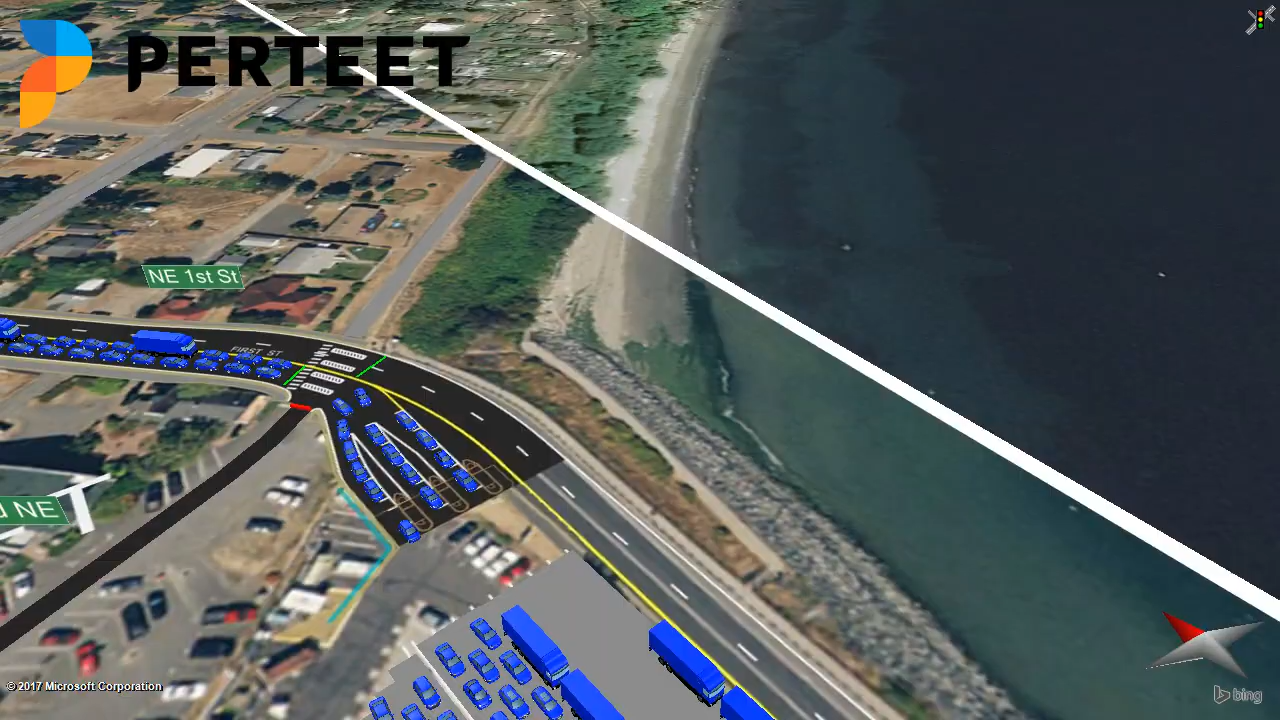 PERTEET
NE 1st St
FIRST ST
NE
© 2017 Microsoft Corporation
bing